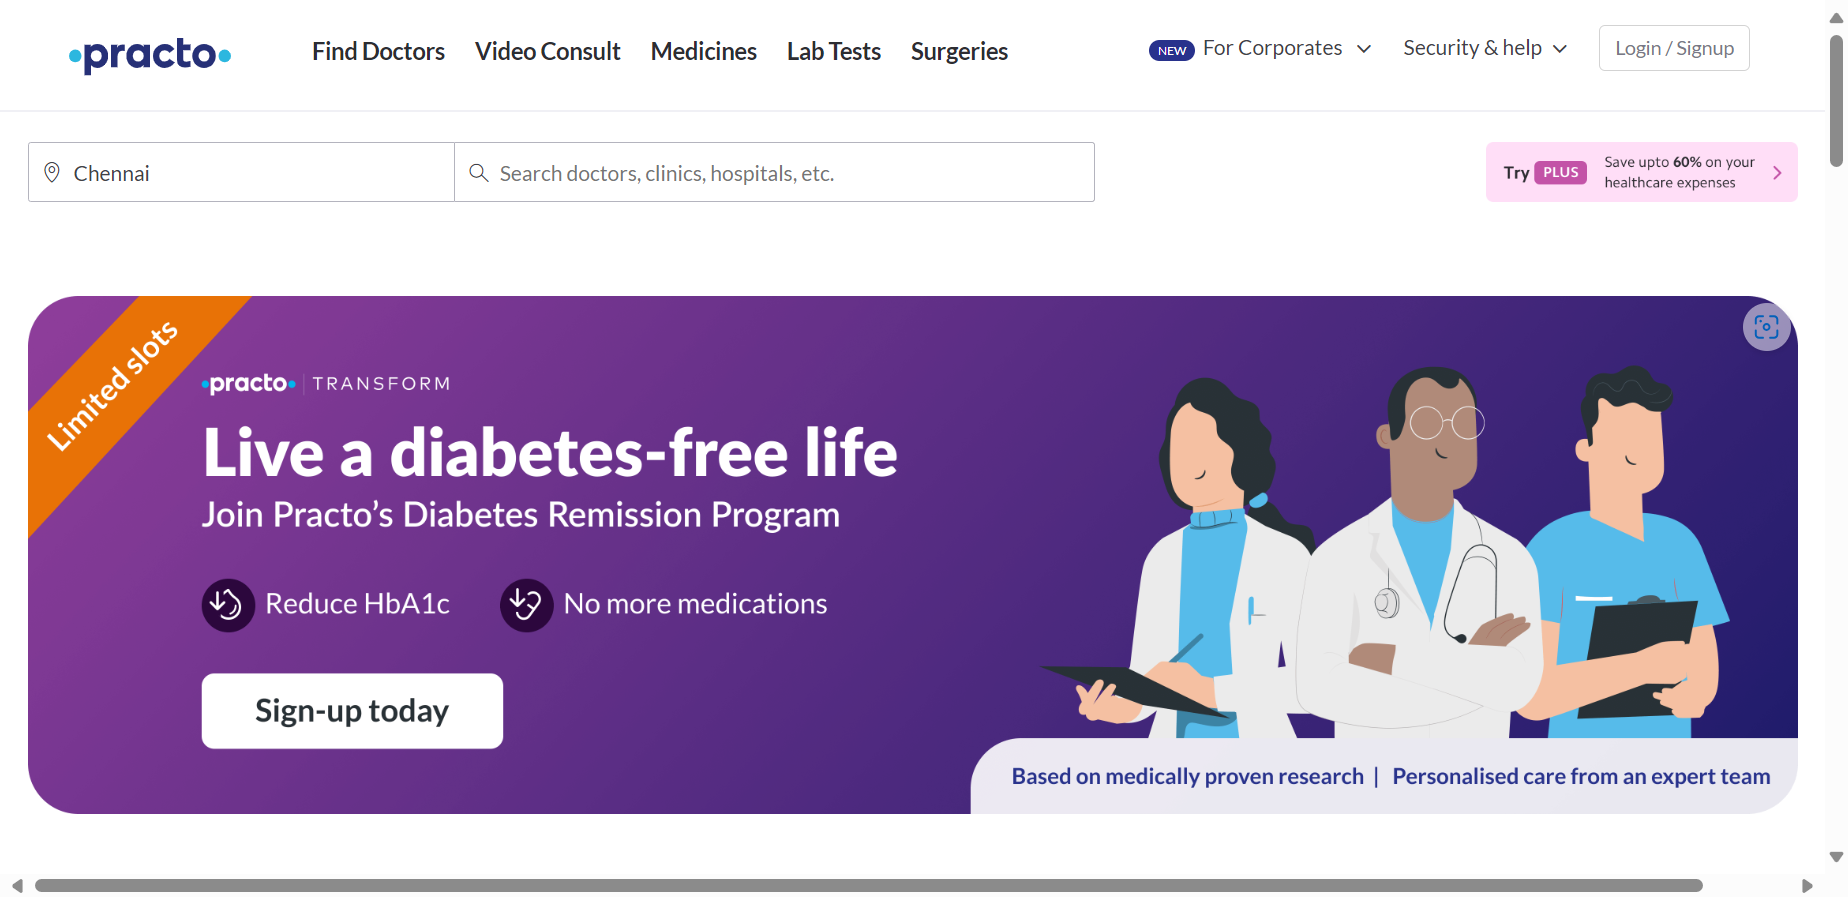 practo
Find Doctors
Video Consult
Medicines
Lab Tests
Surgeries
NEW For Corporates
Security & help
Login / Signup
Chennai
Search doctors, clinics, hospitals, etc.
Try PLUS
Save upto 60% on your
healthcare expenses
Limited slots
practo | TRANSFORM
Live a diabetes-free life
Join Practo’s Diabetes Remission Program
Reduce HbA1c
No more medications
Sign-up today
Based on medically proven research | Personalised care from an expert team